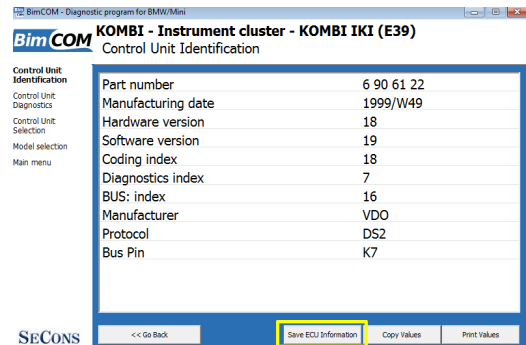 BimCOM - Diagnostic program for BMW/Mini
BimCOM
KOMBI - Instrument cluster - KOMBI IKI (E39)
Control Unit Identification
Control Unit
Identification
Control Unit
Diagnostics
Control Unit
Selection
Model selection
Main menu
Part number 6 90 61 22
Manufacturing date 1999/W49
Hardware version 18
Software version 19
Coding index 18
Diagnostics index 7
BUS: index 16
Manufacturer VDO
Protocol DS2
Bus Pin K7
SECONS
<< Go Back
Save ECU Information
Copy Values
Print Values